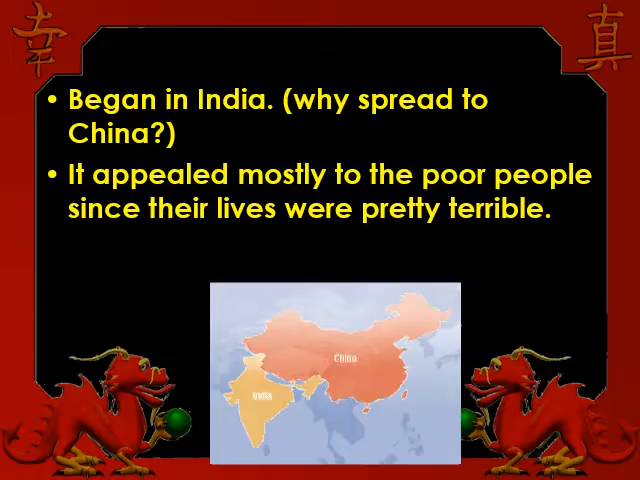 幸 真
• Began in India. (why spread to
China?)
• It appealed mostly to the poor people
since their lives were pretty terrible.
China
India